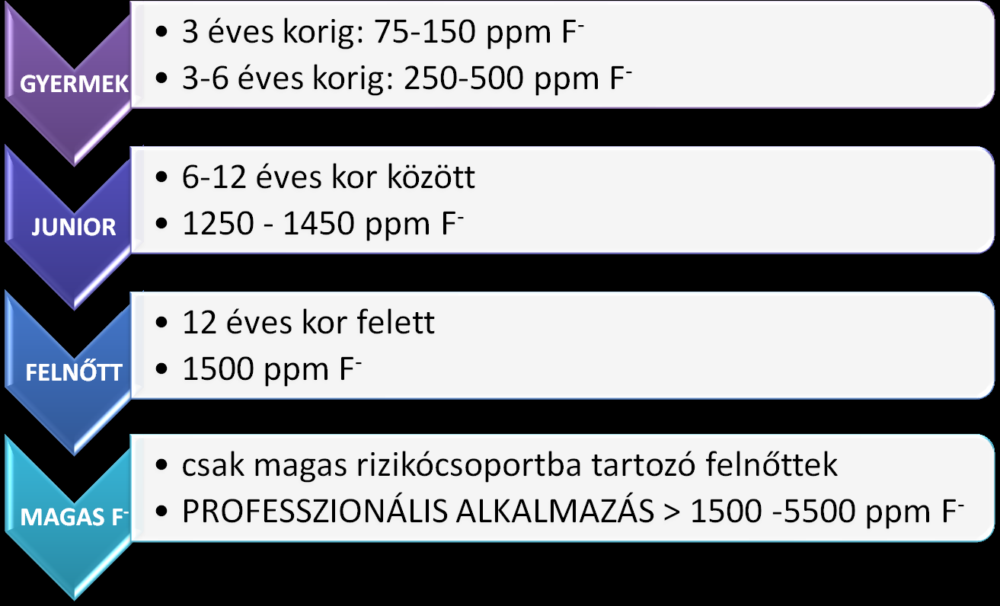 GYERMEK
• 3 éves korig: 75-150 ppm F⁻
• 3-6 éves korig: 250-500 ppm F⁻
JUNIOR
• 6-12 éves kor között
• 1250 - 1450 ppm F⁻
FELNŐTT
• 12 éves kor felett
• 1500 ppm F⁻
MAGAS F⁻
• csak magas rizikócsoportba tartozó felnőttek
• PROFESSZIONÁLIS ALKALMAZÁS > 1500 -5500 ppm F⁻